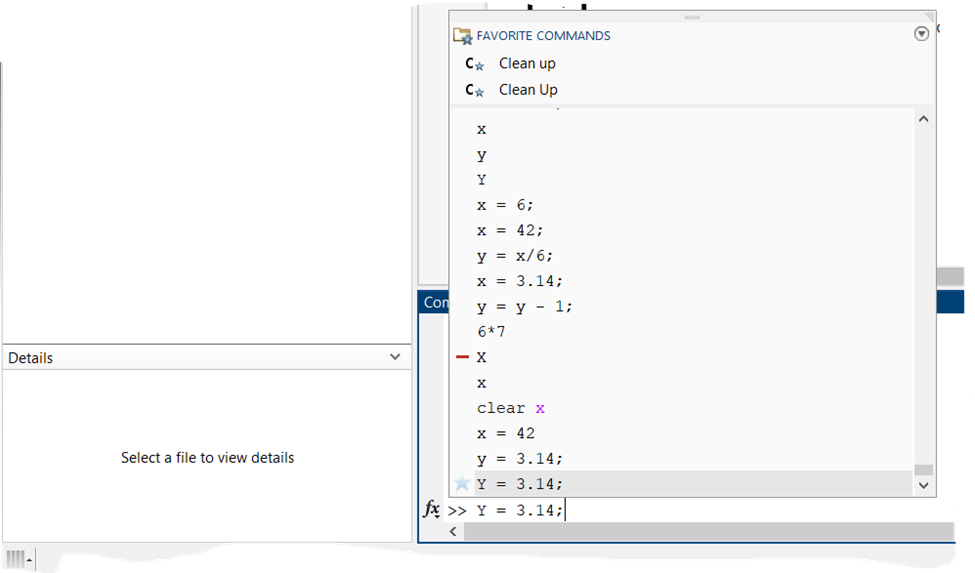 FAVORITE COMMANDS
Clean up
Clean Up
x
y
Y
x = 6;
x = 42;
y = x/6;
x = 3.14;
y = y - 1;
6*7
X
x
clear x
x = 42
y = 3.14;
Y = 3.14;
fx >> Y = 3.14;
Details
Select a file to view details